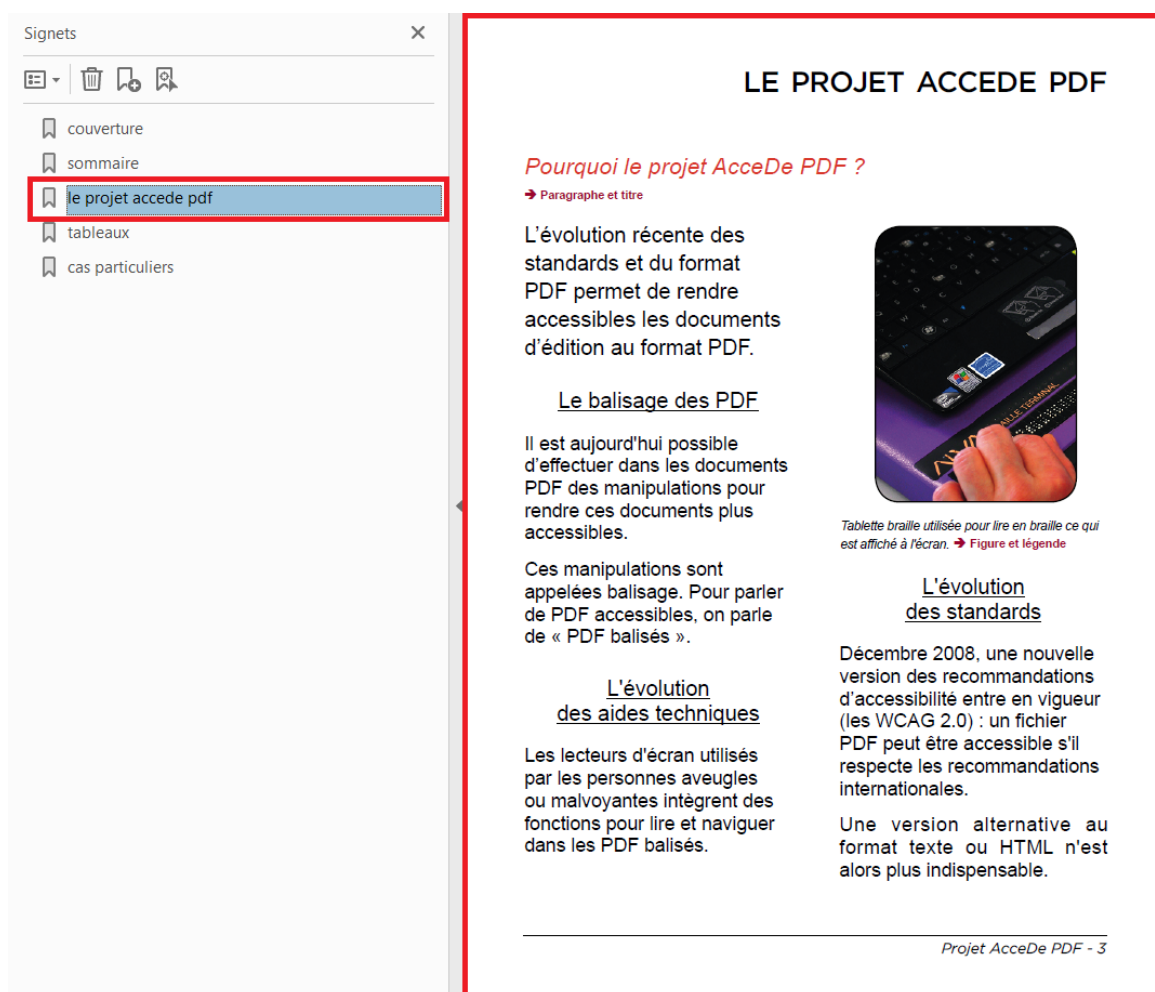 Signets
couverture
sommaire
le projet accede pdf
tableaux
cas particuliers
LE PROJET ACCEDE PDF
Pourquoi le projet AcceDe PDF ?
➔ Paragraphe et titre
L’évolution récente des
standards et du format
PDF permet de rendre
accessibles les documents
d’édition au format PDF.
Le balisage des PDF
Il est aujourd'hui possible
d’effectuer dans les documents
PDF des manipulations pour
rendre ces documents plus
accessibles.
Ces manipulations sont
appelées balisage. Pour parler
de PDF accessibles, on parle
de « PDF balisés ».
L'évolution
des aides techniques
Les lecteurs d'écran utilisés
par les personnes aveugles
ou malvoyantes intègrent des
fonctions pour lire et naviguer
dans les PDF balisés.
BRAILLE TERMINAL
Tablette braille utilisée pour lire en braille ce qui
est affiché à l'écran. ➔ Figure et légende
L'évolution
des standards
Décembre 2008, une nouvelle
version des recommandations
d’accessibilité entre en vigueur
(les WCAG 2.0) : un fichier
PDF peut être accessible s'il
respecte les recommandations
internationales.
Une version alternative au
format texte ou HTML n'est
alors plus indispensable.
Projet AcceDe PDF - 3